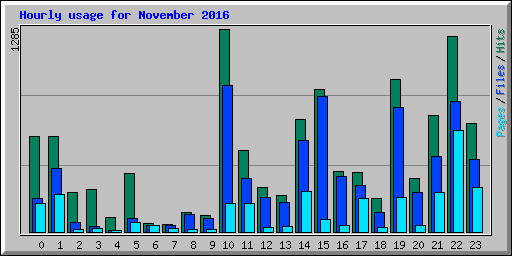 Hourly usage for November 2016
1285
Pages/Files/Hits
0 1 2 3 4 5 6 7 8 9 10 11 12 13 14 15 16 17 18 19 20 21 22 23